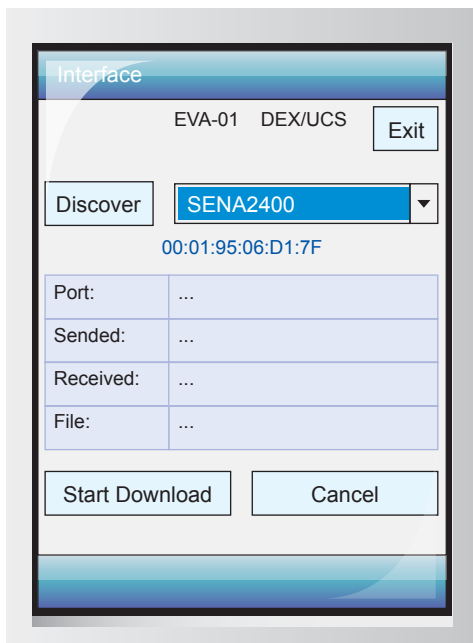 Interface
EVA-01 DEX/UCS
Exit
Discover
SENA2400
00:01:95:06:D1:7F
Port: ...
Sended: ...
Received: ...
File: ...
Start Download
Cancel